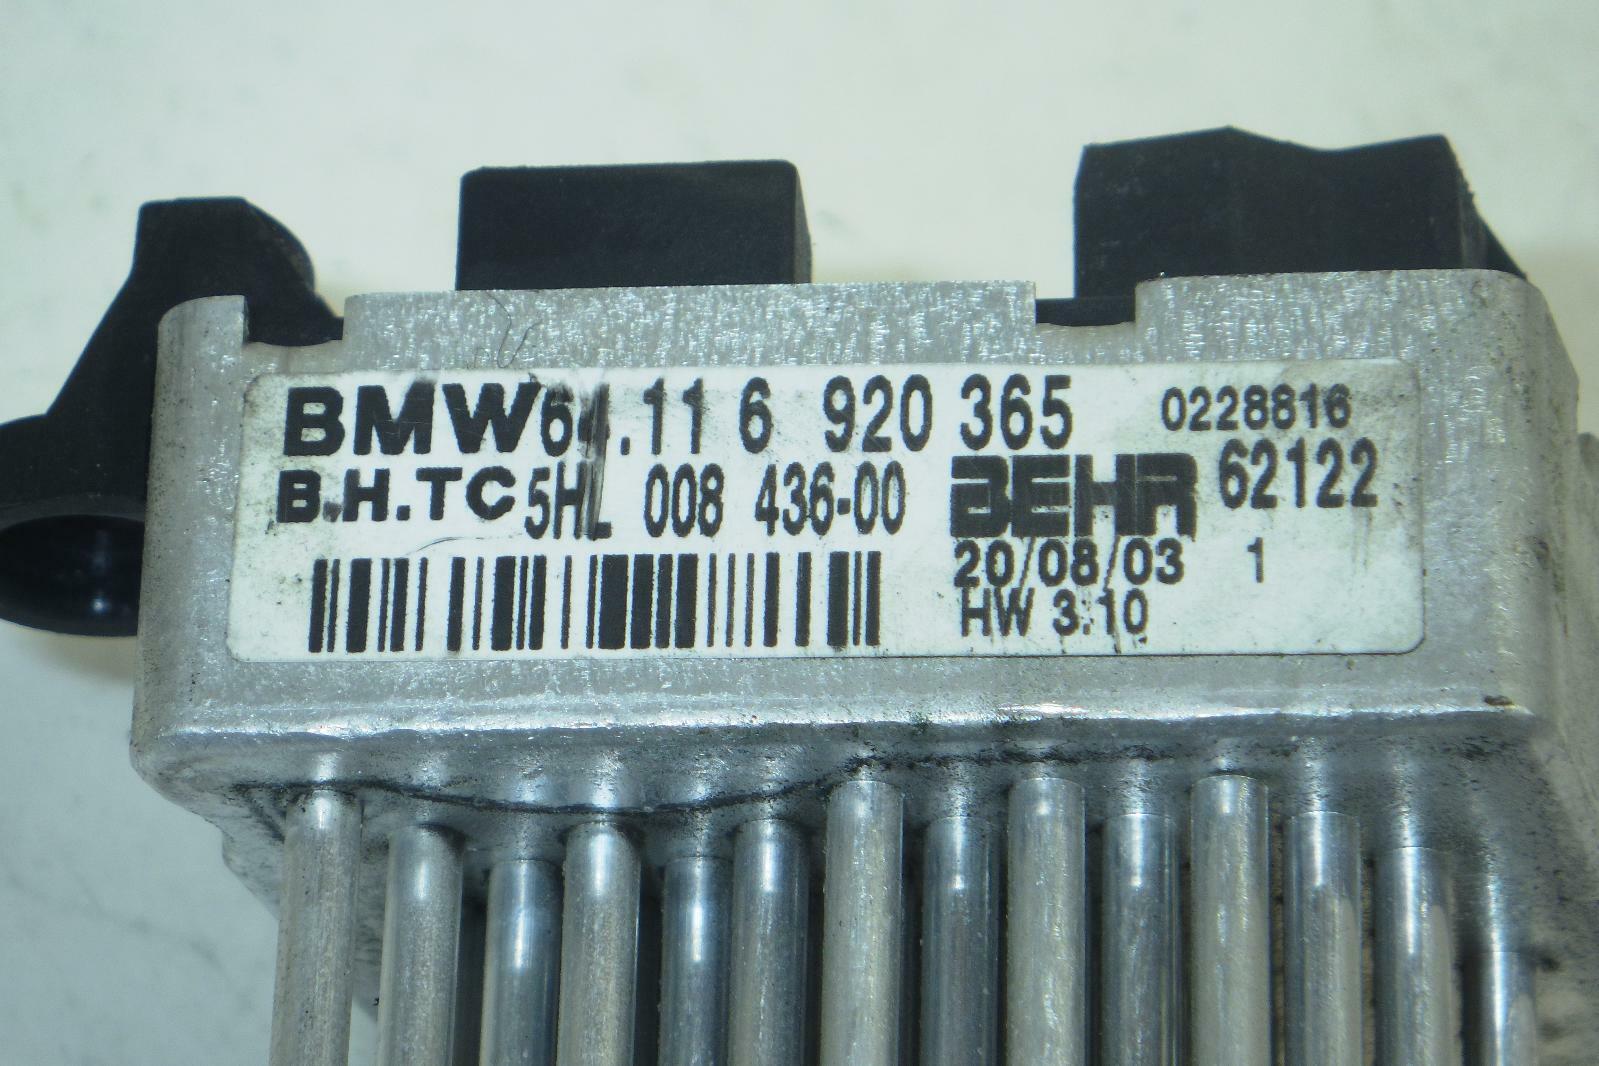 BMW 64.11 6 920 365 0228816
B.H.TC 5HL 008 436-00 BEHR 62122
20/08/03 1
HW 3.10